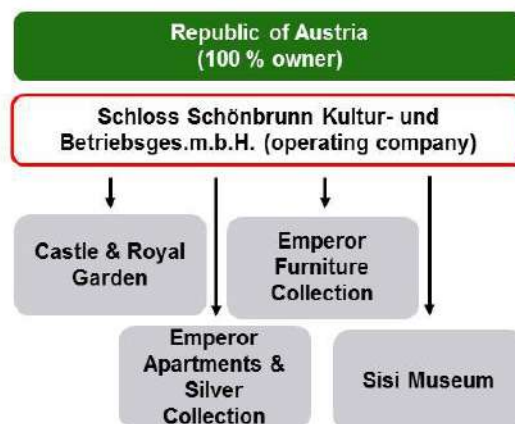 Republic of Austria
(100 % owner)
Schloss Schönbrunn Kultur- und
Betriebsges.m.b.H. (operating company)
Castle & Royal
Garden
Emperor
Furniture
Collection
Emperor
Apartments &
Silver
Collection
Sisi Museum